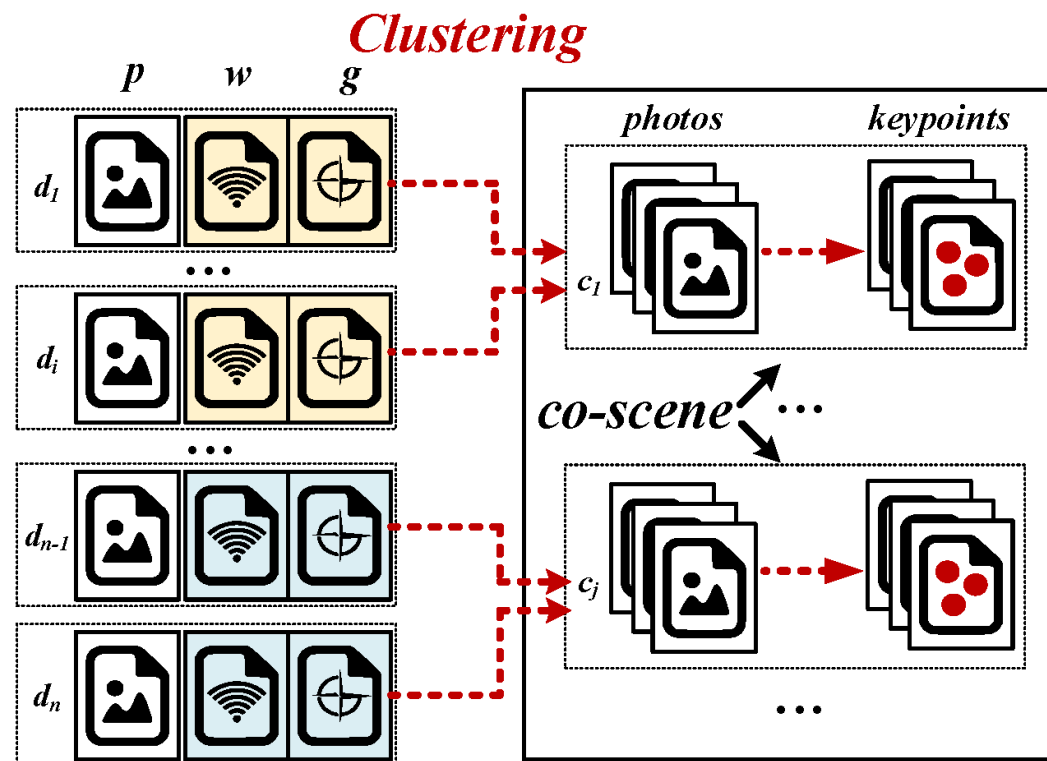 Clustering
p w g
photos keypoints
d1
...
c1
di
co-scene ...
...
dn-1
cj
dn
...